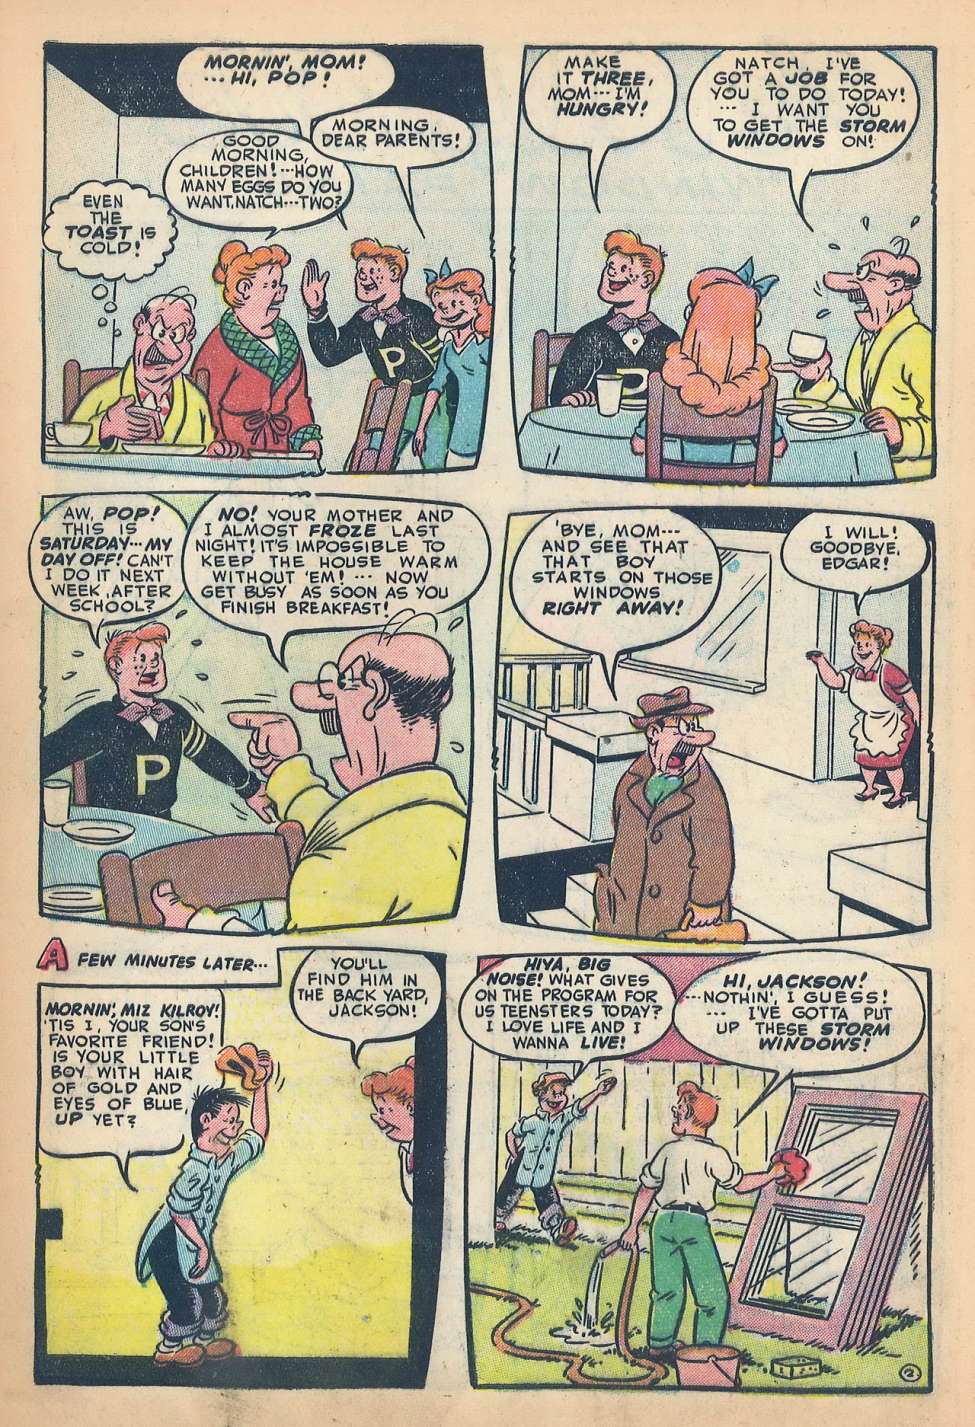 MORNIN', MOM!
... HI, POP!
MORNING,
DEAR PARENTS!
GOOD
MORNING,
CHILDREN!...HOW
MANY EGGS DO YOU
WANT, NATCH...TWO?
EVEN
THE
TOAST IS
COLD!
P
MAKE
IT THREE,
MOM... I'M
HUNGRY!
NATCH, I'VE
GOT A JOB FOR
YOU TO DO TODAY!
... I WANT YOU
TO GET THE STORM
WINDOWS ON!
P
AW, POP!
THIS IS
SATURDAY... MY
DAY OFF! CAN'T
I DO IT NEXT
WEEK, AFTER
SCHOOL?
NO! YOUR MOTHER AND
I ALMOST FROZE LAST
NIGHT! IT'S IMPOSSIBLE TO
KEEP THE HOUSE WARM
WITHOUT 'EM! ... NOW
GET BUSY AS SOON AS YOU
FINISH BREAKFAST!
P
'BYE, MOM...
AND SEE THAT
THAT BOY
STARTS ON THOSE
WINDOWS
RIGHT AWAY!
I WILL!
GOODBYE,
EDGAR!
A FEW MINUTES LATER...
MORNIN', MIZ KILROY!
'TIS I, YOUR SON'S
FAVORITE FRIEND!
IS YOUR LITTLE
BOY WITH HAIR
OF GOLD AND
EYES OF BLUE,
UP YET?
YOU'LL
FIND HIM IN
THE BACK YARD,
JACKSON!
HIYA, BIG
NOISE! WHAT GIVES
ON THE PROGRAM FOR
US TEENSTERS TODAY?
I LOVE LIFE AND I
WANNA LIVE!
HI, JACKSON!
...NOTHIN', I GUESS!
... I'VE GOTTA PUT
UP THESE STORM
WINDOWS!
2